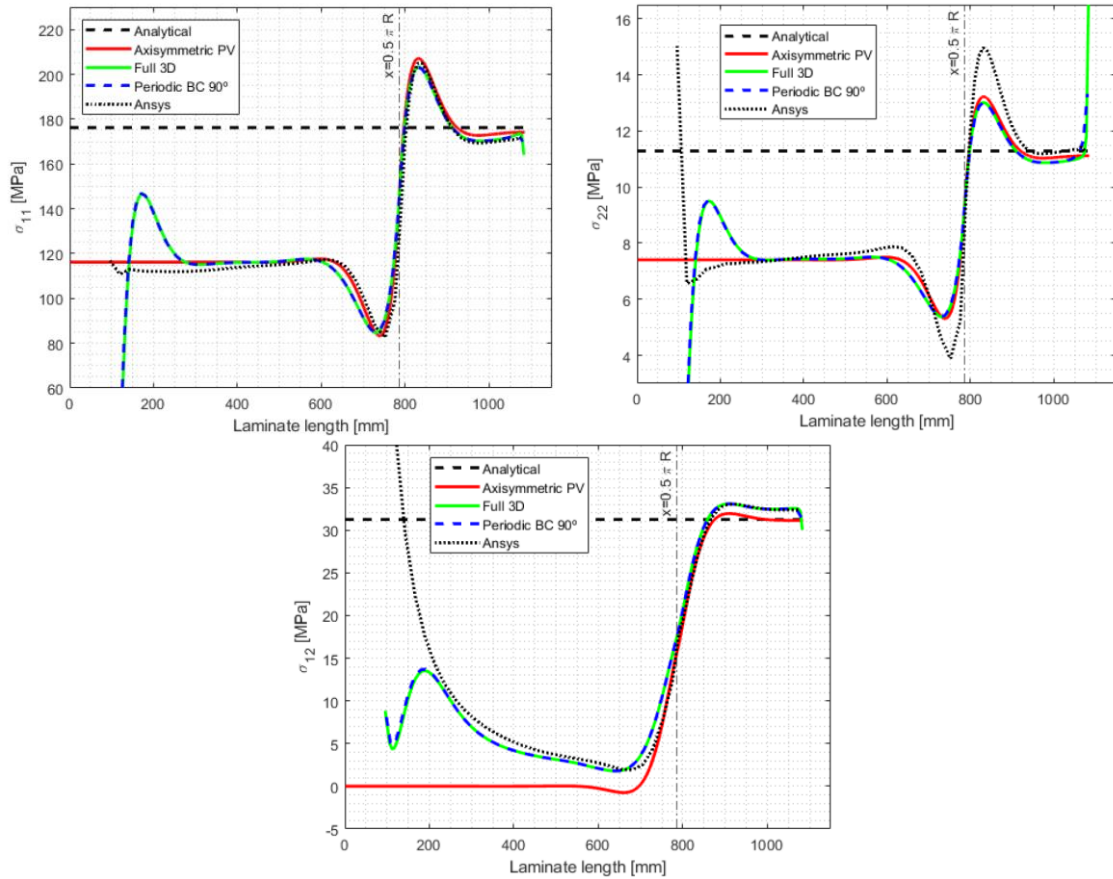 220
200
180
160
140
120
100
80
60
σ11 [MPa]
Analytical
Axisymmetric PV
Full 3D
Periodic BC 90º
Ansys
x=0.5 π R
0 200 400 600 800 1000
Laminate length [mm]
16
14
12
10
8
6
4
σ22 [MPa]
Analytical
Axisymmetric PV
Full 3D
Periodic BC 90º
Ansys
x=0.5 π R
0 200 400 600 800 1000
Laminate length [mm]
40
35
30
25
20
15
10
5
0
-5
σ12 [MPa]
Analytical
Axisymmetric PV
Full 3D
Periodic BC 90º
Ansys
x=0.5 π R
0 200 400 600 800 1000
Laminate length [mm]